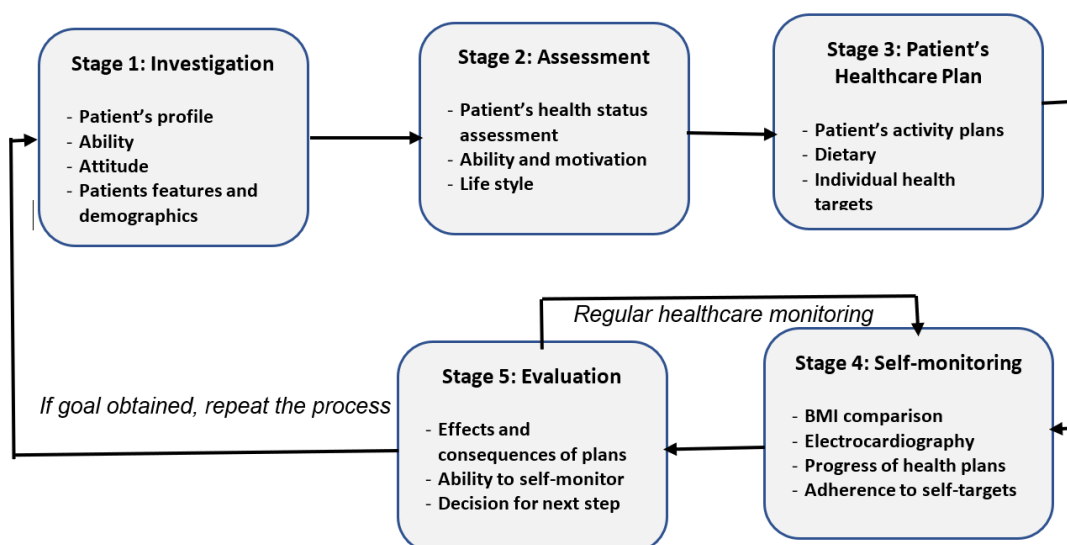 Stage 1: Investigation
- Patient's profile
- Ability
- Attitude
- Patients features and
demographics
Stage 2: Assessment
- Patient's health status
assessment
- Ability and motivation
- Life style
Stage 3: Patient's
Healthcare Plan
- Patient's activity plans
- Dietary
- Individual health
targets
Regular healthcare monitoring
Stage 4: Self-monitoring
- BMI comparison
- Electrocardiography
- Progress of health plans
- Adherence to self-targets
Stage 5: Evaluation
- Effects and
consequences of plans
- Ability to self-monitor
- Decision for next step
If goal obtained, repeat the process